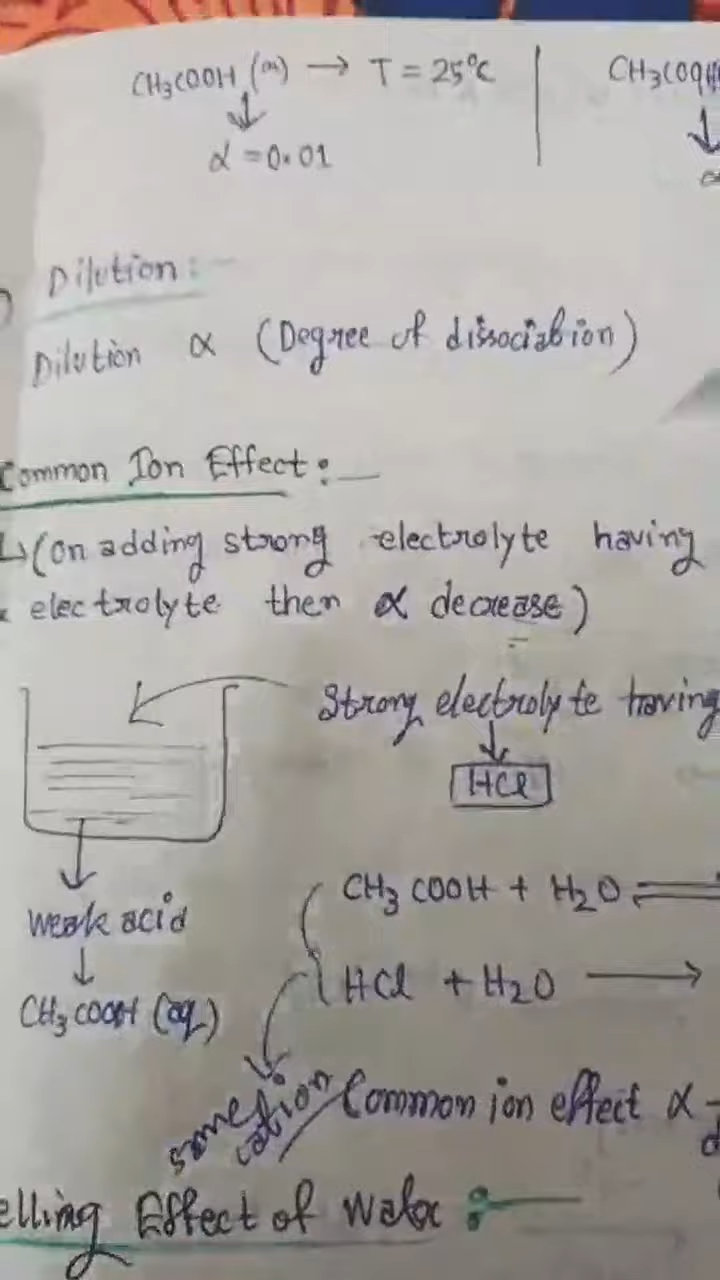 CH3COOH (aq) → T = 25°C | CH3COOH
↓ ↓
α = 0.01
Dilution :-
Dilution ∝ (Degree of dissociation)
Common Ion Effect :-
↳ (On adding strong electrolyte having
electrolyte then α decrease)
Strong electrolyte having
↓
HCl
CH3COOH + H2O ⇌
weak acid
↓
HCl + H2O →
CH3COOH (aq)
same cation
Common ion effect α
elling Effect of Water :-